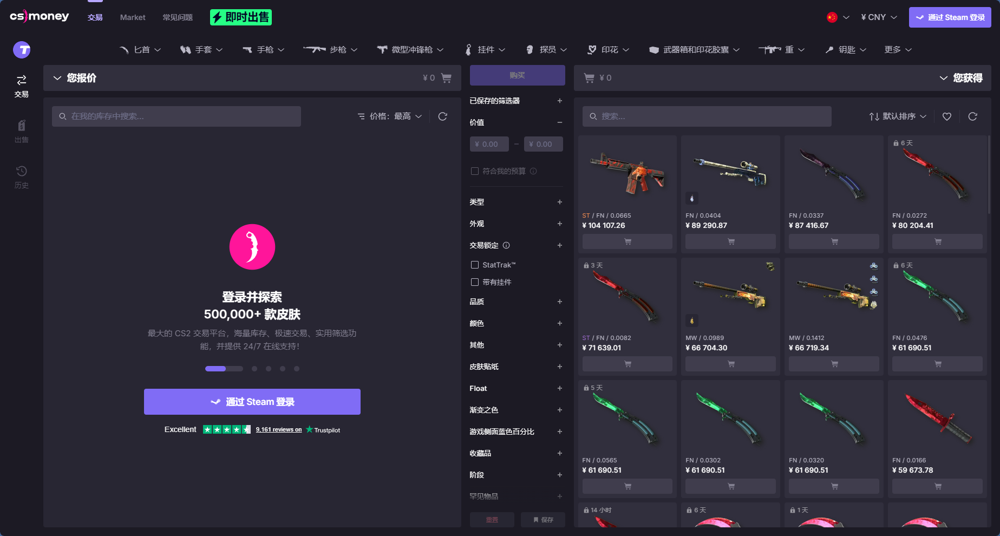 cs money
交易
Market
常见问题
即时出售
¥ CNY
通过 Steam 登录
T
匕首
手套
手枪
步枪
微型冲锋枪
挂件
探员
印花
武器箱和印花胶囊
重
钥匙
更多
交易
出售
历史
您报价
¥ 0
在我的库存中搜索...
价格：最高
登录并探索
500,000+ 款皮肤
最大的 CS2 交易平台，海量库存、极速交易、实用筛选功
能，并提供 24/7 在线支持！
通过 Steam 登录
Excellent
9,161 reviews on
Trustpilot
购买
已保存的筛选器
价值
¥ 0.00 – ¥ 0.00
符合我的预算
类型
外观
交易锁定
StatTrak™
带有挂件
品质
颜色
其他
皮肤贴纸
Float
渐变之色
游戏侧面蓝色百分比
收藏品
阶段
罕见物品
重置
保存
¥ 0
您获得
搜索...
默认排序
ST / FN / 0.0665
¥ 104 107.26
FN / 0.0404
¥ 89 290.87
FN / 0.0337
¥ 87 416.67
6 天
FN / 0.0272
¥ 80 204.41
3 天
ST / FN / 0.0082
¥ 71 639.01
MW / 0.0989
¥ 66 704.30
MW / 0.1412
¥ 66 719.34
6 天
FN / 0.0476
¥ 61 690.51
5 天
FN / 0.0565
¥ 61 690.51
FN / 0.0302
¥ 61 690.51
FN / 0.0320
¥ 61 690.51
FN / 0.0166
¥ 59 673.78
14 小时
6 天
1 天